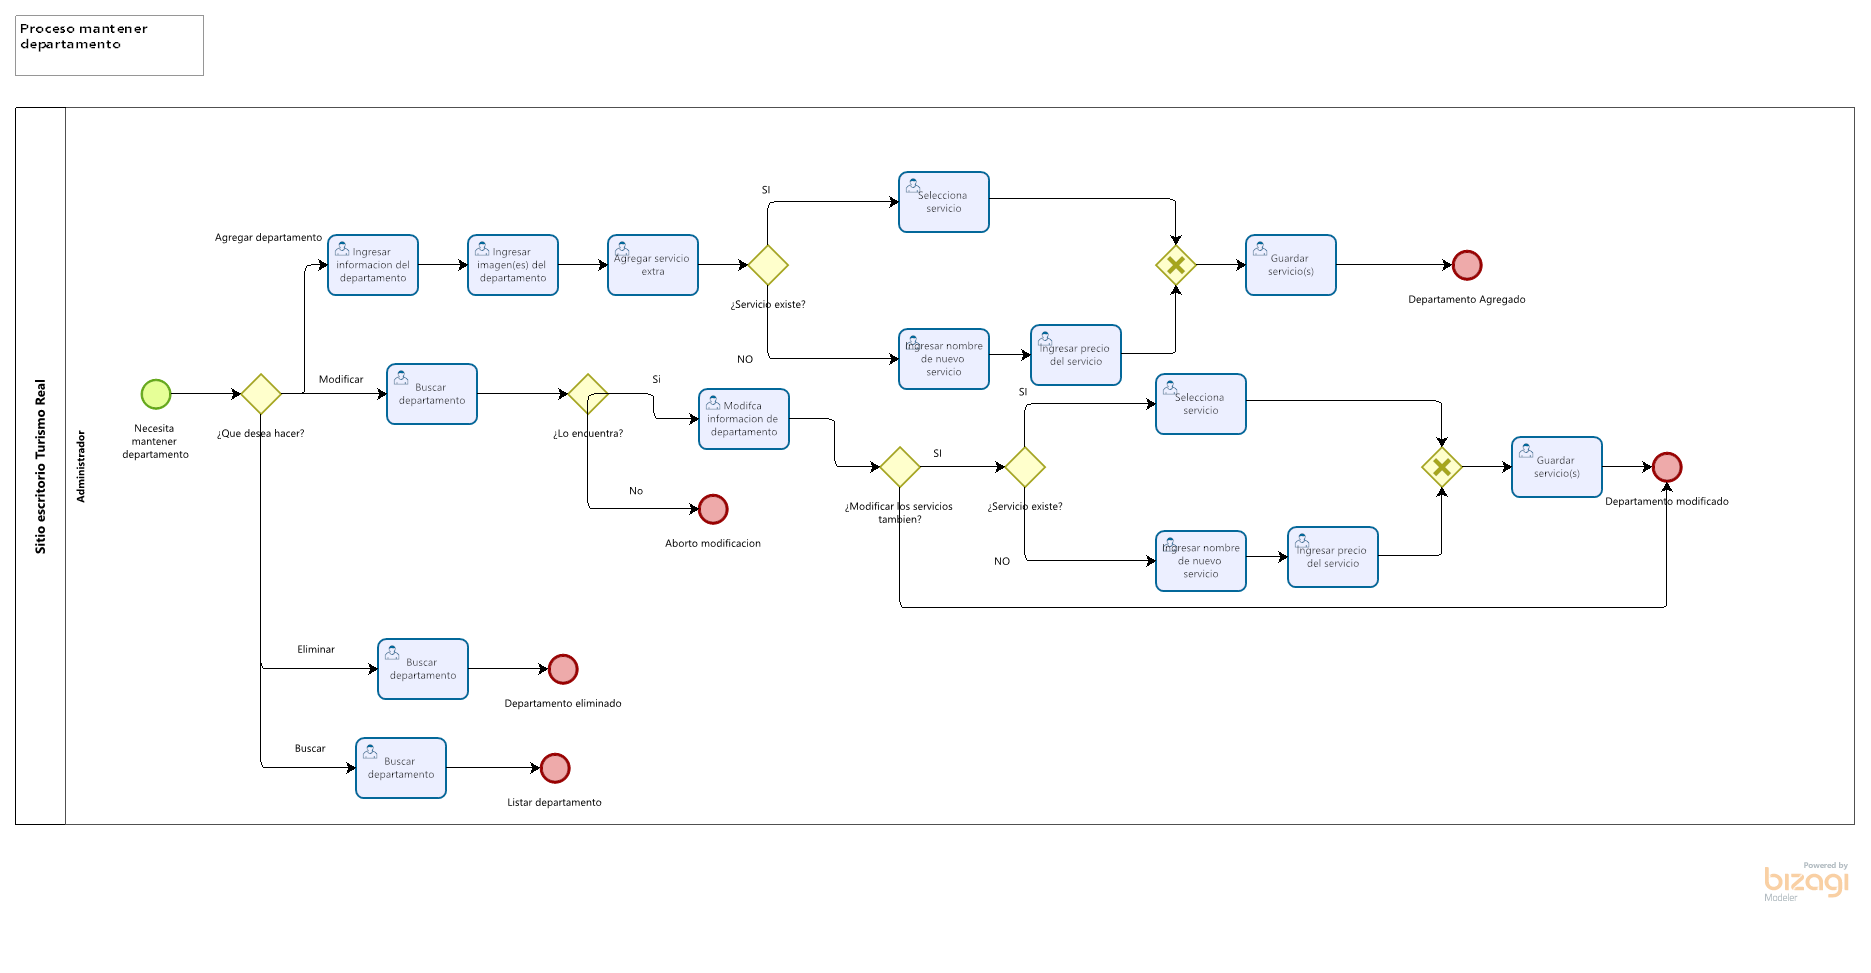 Proceso mantener
departamento
Sitio escritorio Turismo Real
Administrador
Necesita
mantener
departamento
¿Que desea hacer?
Agregar departamento
Ingresar
informacion del
departamento
Ingresar
imagen(es) del
departamento
Agregar servicio
extra
¿Servicio existe?
SI
Selecciona
servicio
NO
Ingresar nombre
de nuevo
servicio
Ingresar precio
del servicio
Guardar
servicio(s)
Departamento Agregado
Modificar
Buscar
departamento
¿Lo encuentra?
Si
Modifca
informacion de
departamento
No
Aborto modificacion
¿Modificar los servicios
tambien?
SI
¿Servicio existe?
SI
Selecciona
servicio
NO
Ingresar nombre
de nuevo
servicio
Ingresar precio
del servicio
Guardar
servicio(s)
Departamento modificado
Eliminar
Buscar
departamento
Departamento eliminado
Buscar
Buscar
departamento
Listar departamento
Powered by
bizagi
Modeler